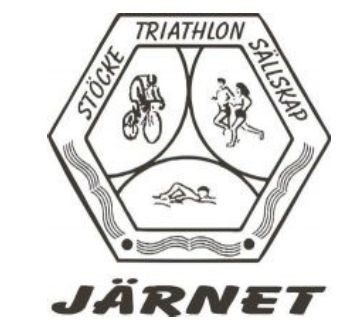 STÖCKE
TRIATHLON
SÄLLSKAP
JÄRNET